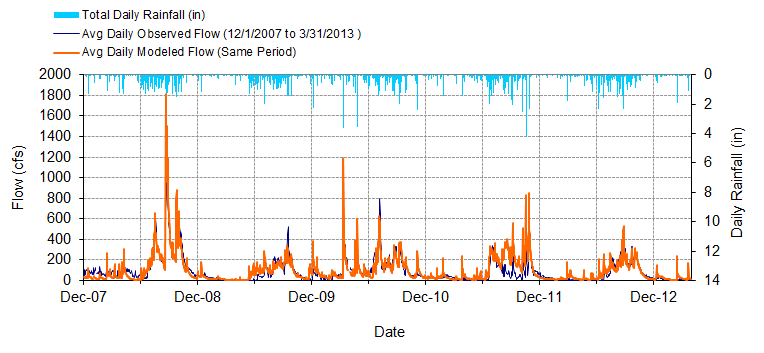 Total Daily Rainfall (in)
Avg Daily Observed Flow (12/1/2007 to 3/31/2013 )
Avg Daily Modeled Flow (Same Period)
2000
1800
1600
1400
1200
1000
800
600
400
200
0
Flow (cfs)
0
2
4
6
8
10
12
14
Daily Rainfall (in)
Dec-07 Dec-08 Dec-09 Dec-10 Dec-11 Dec-12
Date